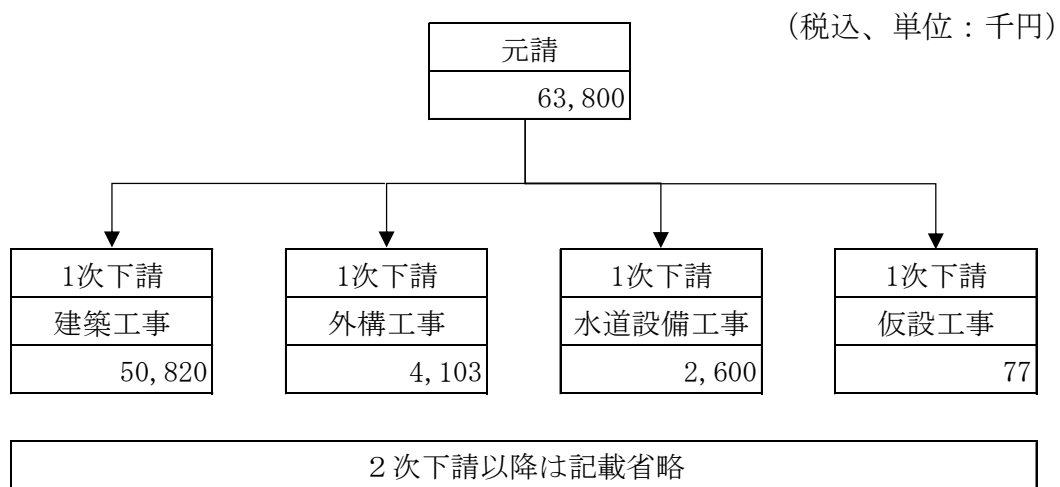 (税込、単位：千円)
元請
63,800
1次下請
建築工事
50,820
1次下請
外構工事
4,103
1次下請
水道設備工事
2,600
1次下請
仮設工事
77
２次下請以降は記載省略